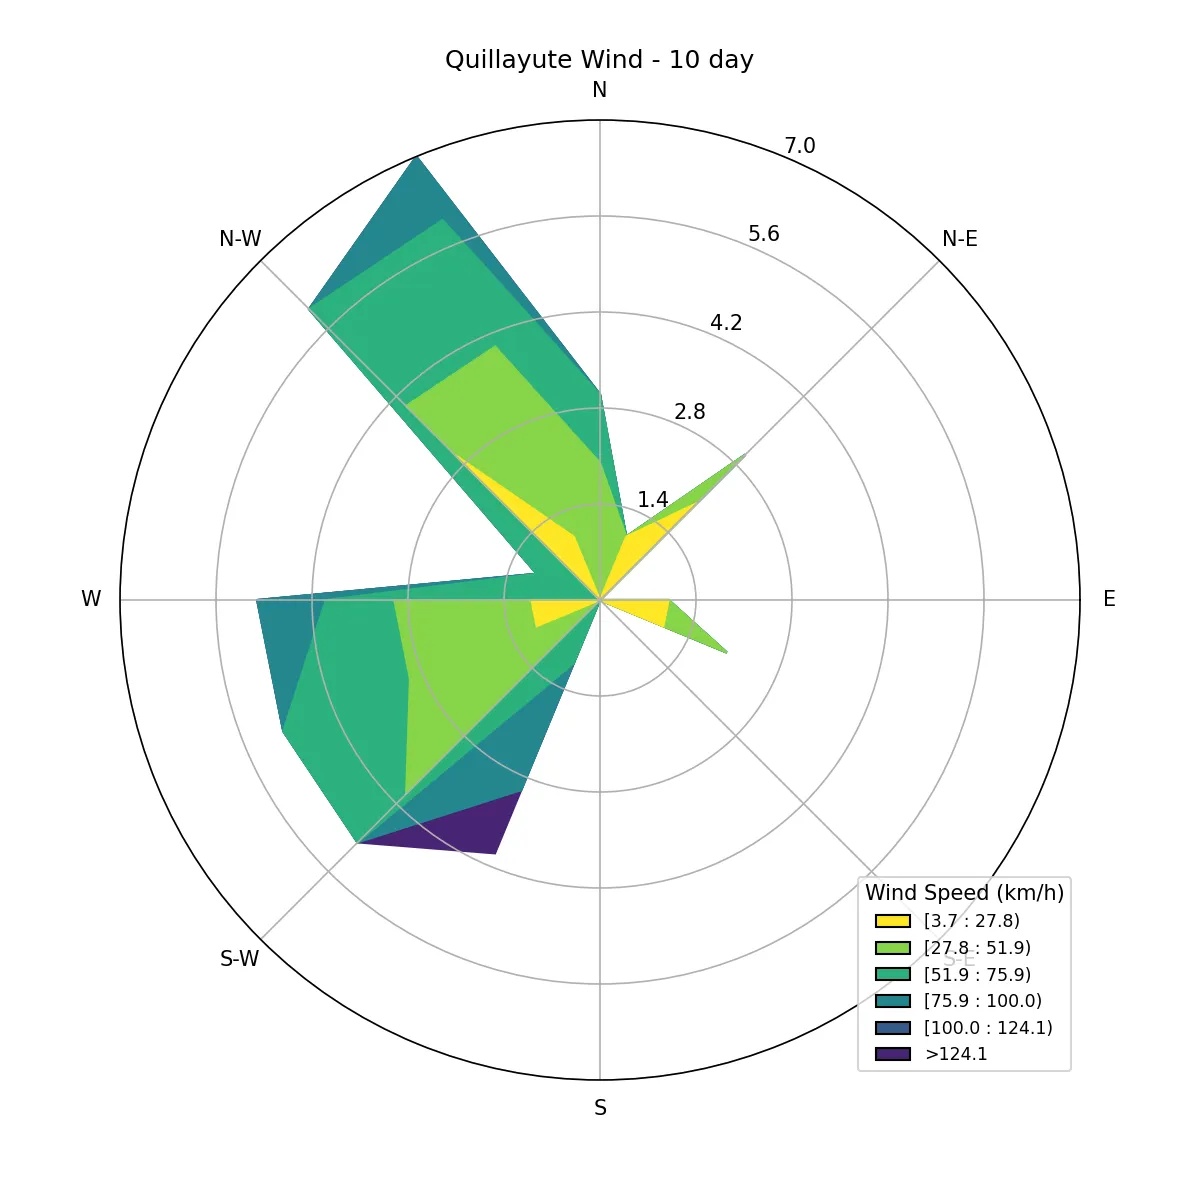 Quillayute Wind - 10 day
N
7.0
N-W
5.6
N-E
4.2
2.8
1.4
W
E
S-W
S-E
S
Wind Speed (km/h)
[3.7 : 27.8)
[27.8 : 51.9)
[51.9 : 75.9)
[75.9 : 100.0)
[100.0 : 124.1)
>124.1